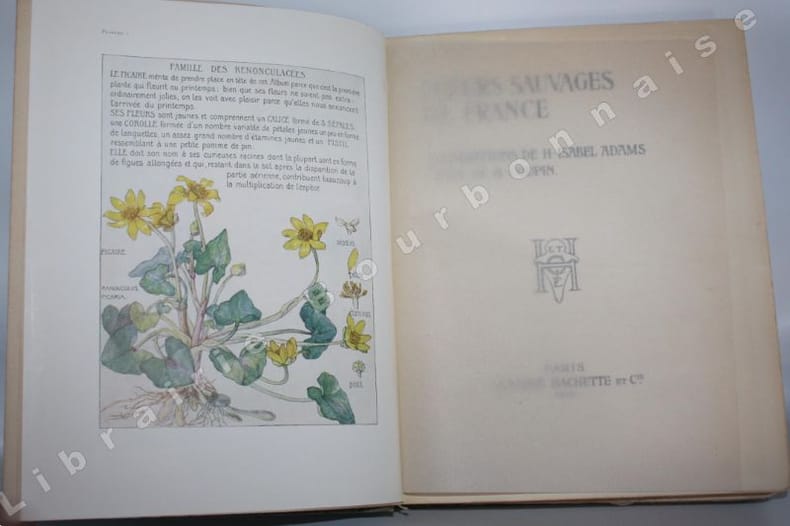 PLANCHE 1
FAMILLE DES RENONCULACÉES
LE FICAIRE mérite de prendre place en tête de cet Album parce que c'est la première
plante qui fleurit au printemps: bien que ses fleurs ne soient pas extra-
ordinairement jolies, on les voit avec plaisir parce qu'elles nous annoncent
l'arrivée du printemps.
SES FLEURS sont jaunes et comprennent un CALICE formé de 3 SÉPALES,
une COROLLE formée d'un nombre variable de pétales jaunes un peu en forme
de languettes, un assez grand nombre d'étamines jaunes et un PISTIL
ressemblant à une petite pomme de pin.
ELLE doit son nom à ses curieuses racines dont la plupart sont en forme
de figues allongées et qui, restant dans le sol après la disparition de la
partie aérienne, contribuent beaucoup à
la multiplication de l'espèce
FICAIRE.
RANUNCULUS
FICARIA.
SAUVAGES
FRANCE
DE H. ISABEL ADAMS
PARIS
HACHETTE ET Cie
Librairie Bourbonnaise